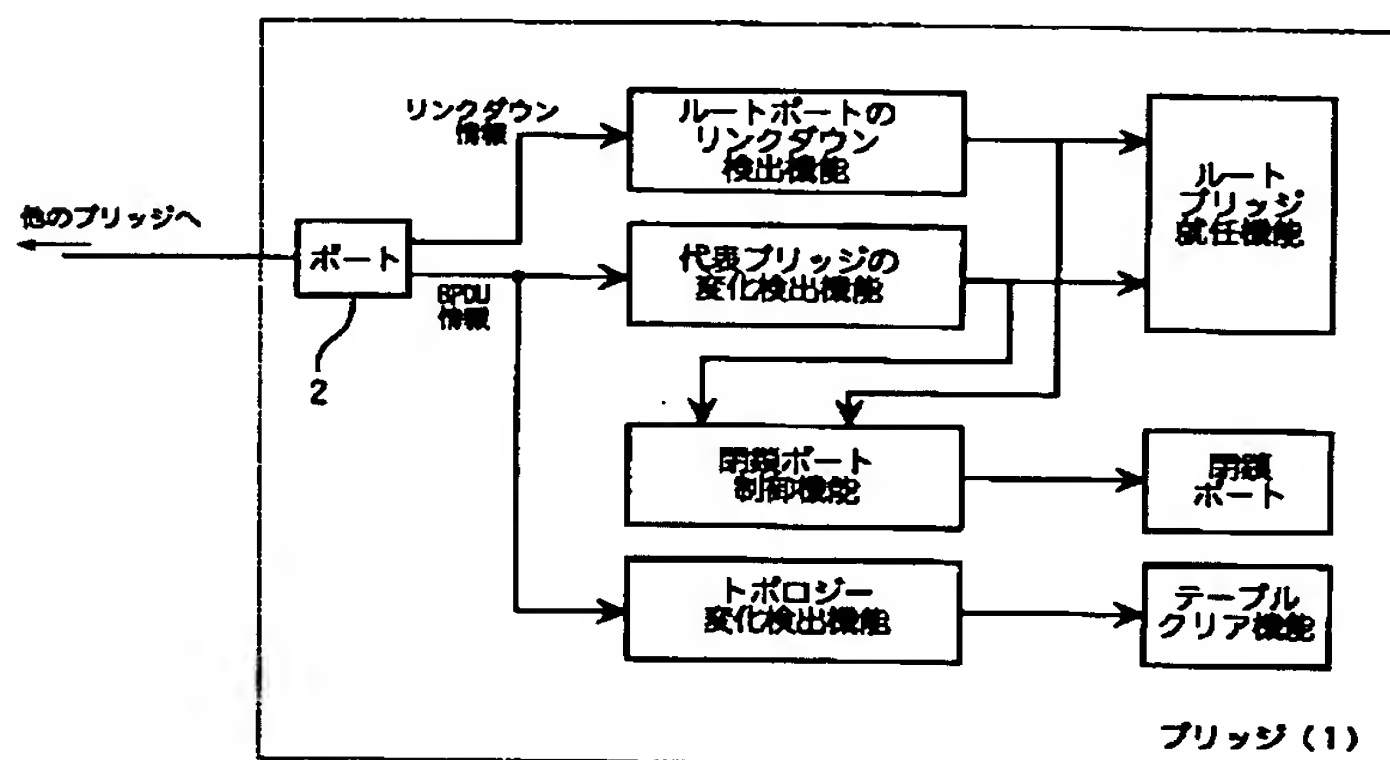 リンクダウン
情報
ルートポートの
リンクダウン
検出機能
ルート
ブリッジ
就任機能
他のブリッジへ
ポート
代表ブリッジの
変化検出機能
BPDU
情報
2
閉鎖ポート
制御機能
閉鎖
ポート
トポロジー
変化検出機能
テーブル
クリア機能
ブリッジ (1)